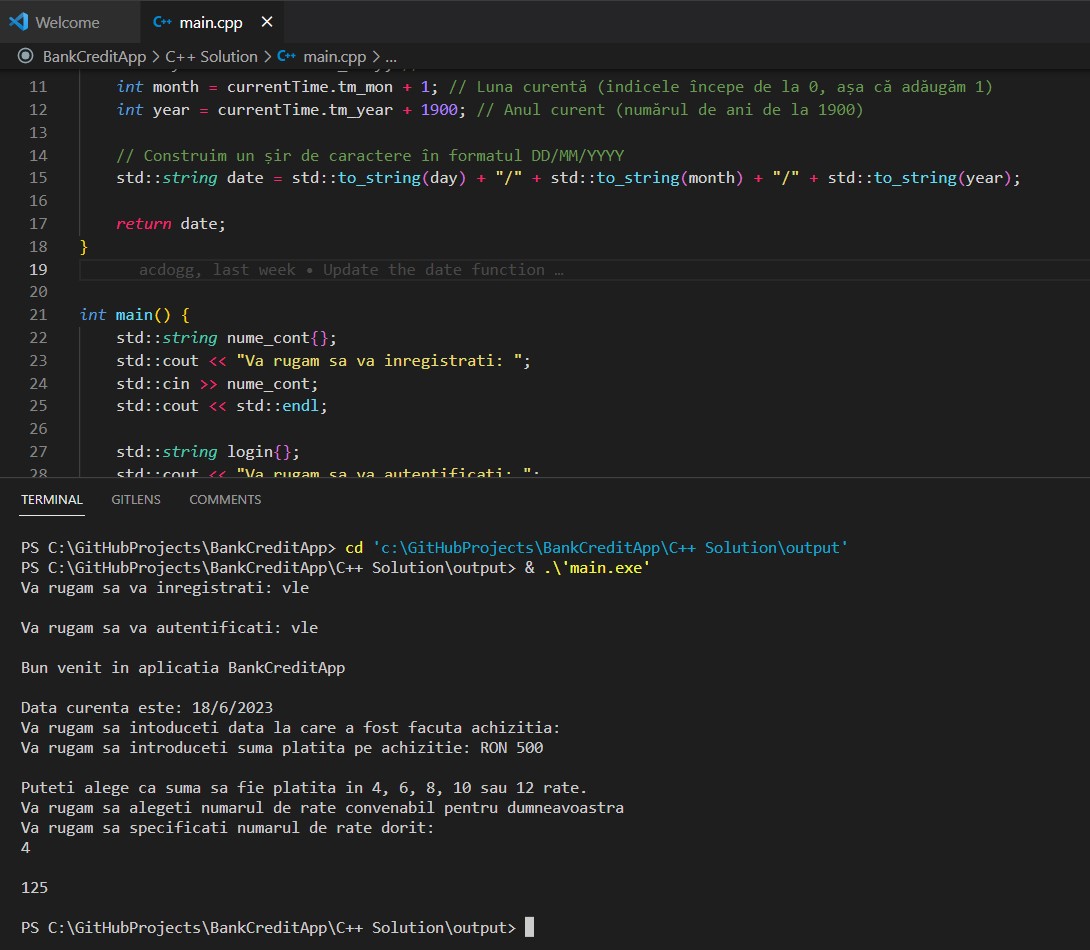 Welcome
C++ main.cpp ×
BankCreditApp > C++ Solution > C++ main.cpp > ...
11 int month = currentTime.tm_mon + 1; // Luna curentă (indicele începe de la 0, așa că adăugăm 1)
12 int year = currentTime.tm_year + 1900; // Anul curent (numărul de ani de la 1900)
13
14 // Construim un șir de caractere în formatul DD/MM/YYYY
15 std::string date = std::to_string(day) + "/" + std::to_string(month) + "/" + std::to_string(year);
16
17 return date;
18 }
19 acdogg, last week • Update the date function …
20
21 int main() {
22 std::string nume_cont{};
23 std::cout << "Va rugam sa va inregistrati: ";
24 std::cin >> nume_cont;
25 std::cout << std::endl;
26
27 std::string login{};
28 std::cout << "Va rugam sa va autentificati: ";
TERMINAL GITLENS COMMENTS
PS C:\GitHubProjects\BankCreditApp> cd 'c:\GitHubProjects\BankCreditApp\C++ Solution\output'
PS C:\GitHubProjects\BankCreditApp\C++ Solution\output> & .\'main.exe'
Va rugam sa va inregistrati: vle
Va rugam sa va autentificati: vle
Bun venit in aplicatia BankCreditApp
Data curenta este: 18/6/2023
Va rugam sa intoduceti data la care a fost facuta achizitia:
Va rugam sa introduceti suma platita pe achizitie: RON 500
Puteti alege ca suma sa fie platita in 4, 6, 8, 10 sau 12 rate.
Va rugam sa alegeti numarul de rate convenabil pentru dumneavoastra
Va rugam sa specificati numarul de rate dorit:
4
125
PS C:\GitHubProjects\BankCreditApp\C++ Solution\output>